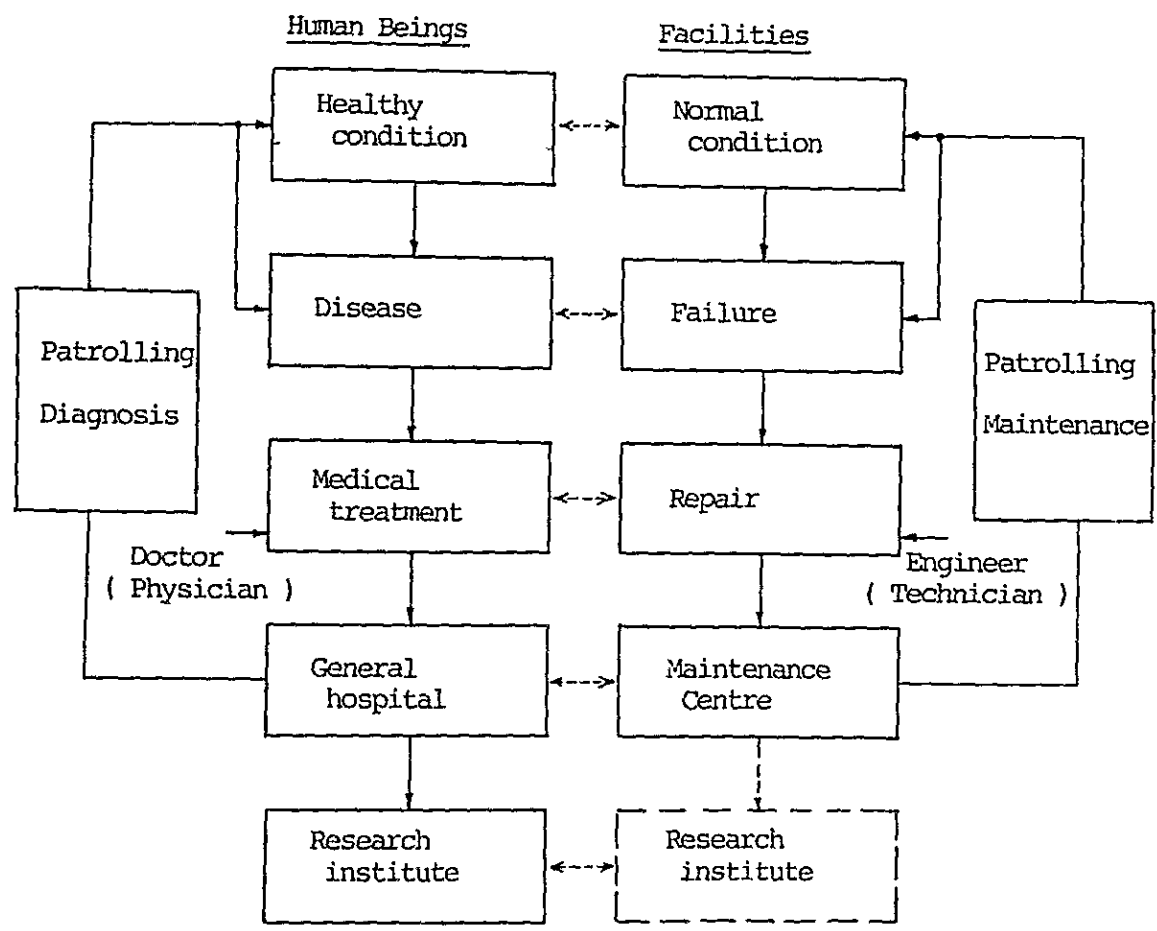 Human Beings
Facilities
Healthy
condition
Normal
condition
Disease
Failure
Patrolling
Diagnosis
Patrolling
Maintenance
Medical
treatment
Repair
Doctor
( Physician )
Engineer
( Technician )
General
hospital
Maintenance
Centre
Research
institute
Research
institute